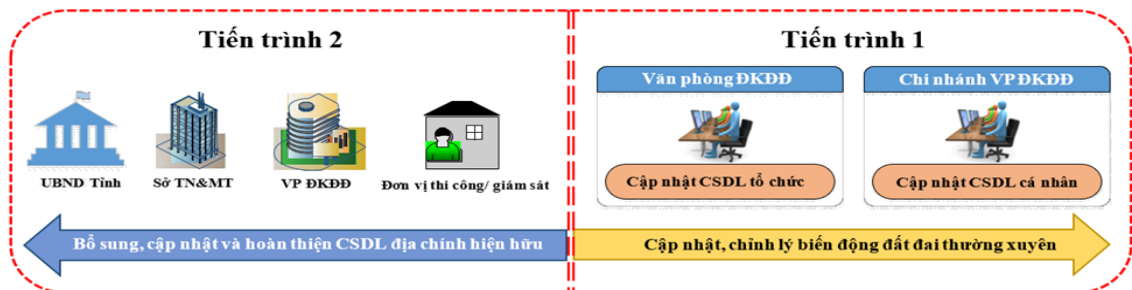 Tiến trình 2
UBND Tỉnh
Sở TN&MT
VP ĐKĐĐ
Đơn vị thi công/ giám sát
Bổ sung, cập nhật và hoàn thiện CSDL địa chính hiện hữu
Tiến trình 1
Văn phòng ĐKĐĐ
Cập nhật CSDL tổ chức
Chi nhánh VP ĐKĐĐ
Cập nhật CSDL cá nhân
Cập nhật, chỉnh lý biến động đất đai thường xuyên